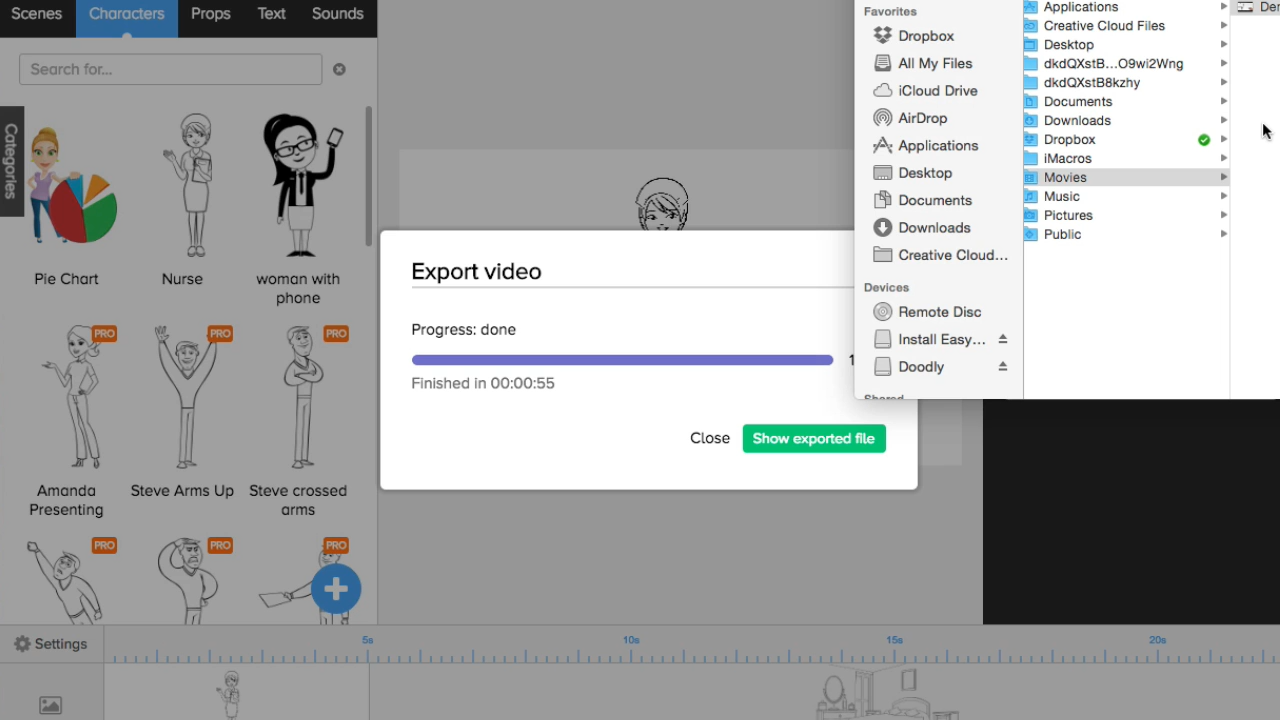 Scenes
Characters
Props
Text
Sounds
Search for...
Categories
Pie Chart
Nurse
woman with
phone
PRO
PRO
PRO
Amanda
Presenting
Steve Arms Up
Steve crossed
arms
PRO
PRO
PRO
Export video
Progress: done
Finished in 00:00:55
Close
Show exported file
Favorites
Dropbox
All My Files
iCloud Drive
AirDrop
Applications
Desktop
Documents
Downloads
Creative Cloud...
Devices
Remote Disc
Install Easy...
Doodly
Shared
Applications
Creative Cloud Files
Desktop
dkdQXstB...O9wi2Wng
dkdQXstB8kzhy
Documents
Downloads
Dropbox
iMacros
Movies
Music
Pictures
Public
Settings
5s
10s
15s
20s